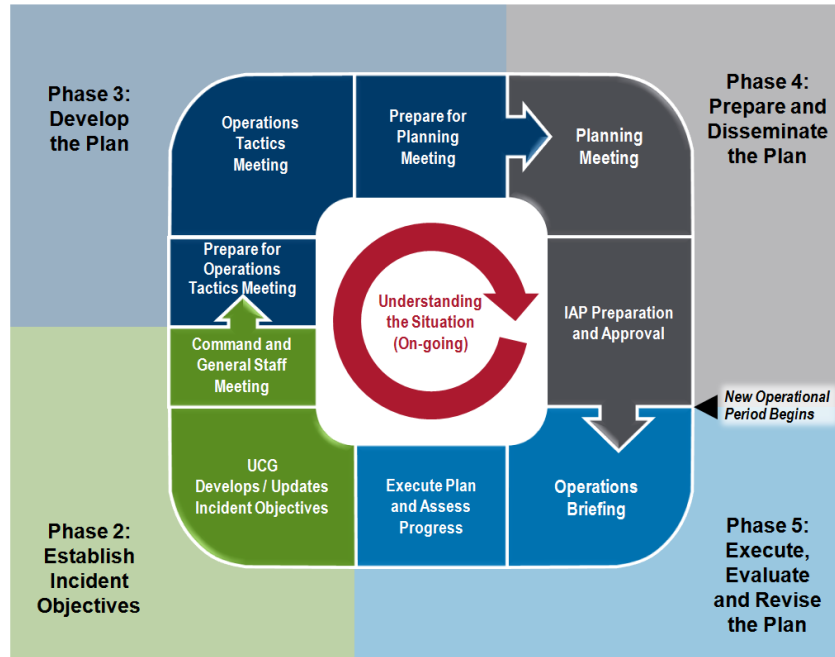 Phase 3:
Develop
the Plan
Operations
Tactics
Meeting
Prepare for
Planning
Meeting
Planning
Meeting
Phase 4:
Prepare and
Disseminate
the Plan
Prepare for
Operations
Tactics Meeting
Understanding
the Situation
(On-going)
IAP Preparation
and Approval
Command and
General Staff
Meeting
New Operational
Period Begins
UCG
Develops / Updates
Incident Objectives
Execute Plan
and Assess
Progress
Operations
Briefing
Phase 2:
Establish
Incident
Objectives
Phase 5:
Execute,
Evaluate
and Revise
the Plan